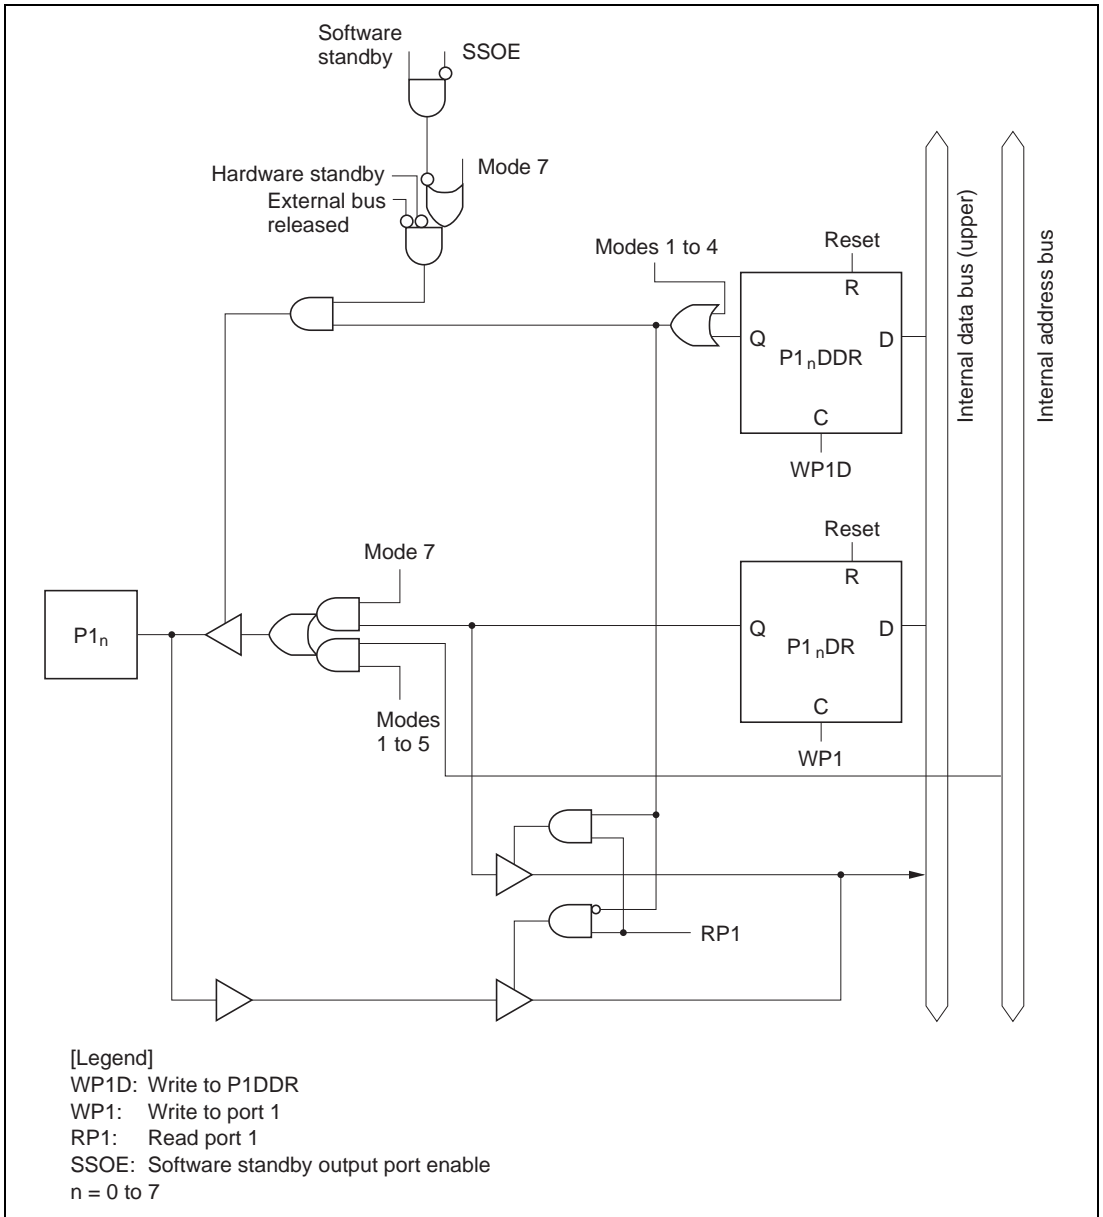 Software
standby
SSOE
Mode 7
Hardware standby
External bus
released
Modes 1 to 4
Reset
R
Q
D
P1nDDR
C
WP1D
Internal data bus (upper)
Internal address bus
Mode 7
Reset
R
P1n
Q
D
P1nDR
C
Modes
1 to 5
WP1
RP1
[Legend]
WP1D: Write to P1DDR
WP1: Write to port 1
RP1: Read port 1
SSOE: Software standby output port enable
n = 0 to 7